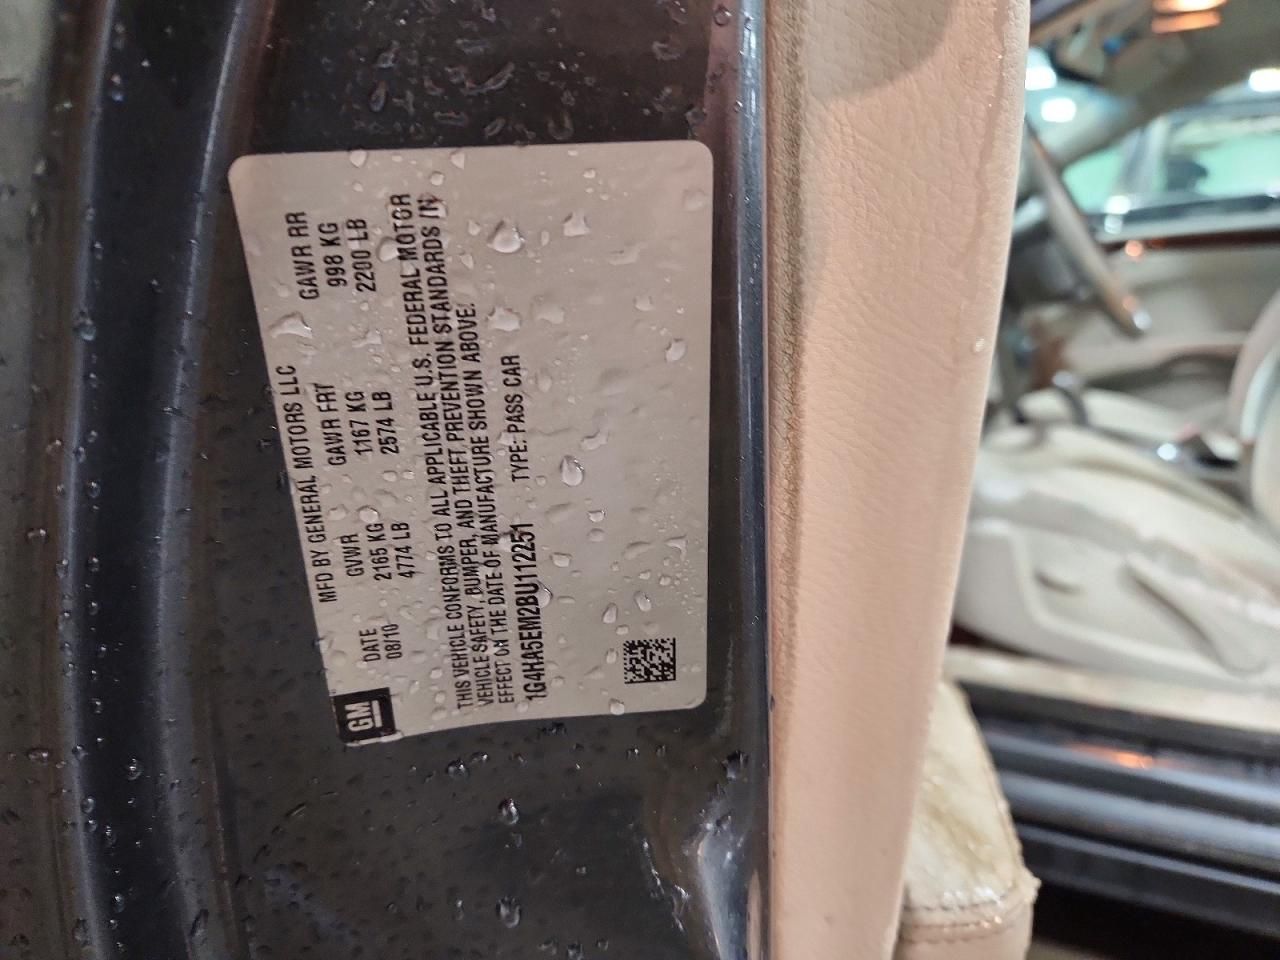 GM
MFD BY GENERAL MOTORS LLC
DATE GVWR GAWR FRT GAWR RR
08/10 2165 KG 1167 KG 998 KG
4774 LB 2574 LB 2200 LB
THIS VEHICLE CONFORMS TO ALL APPLICABLE U.S. FEDERAL MOTOR
VEHICLE SAFETY, BUMPER, AND THEFT PREVENTION STANDARDS IN
EFFECT ON THE DATE OF MANUFACTURE SHOWN ABOVE.
1G4HA5EM2BU112251 TYPE: PASS CAR